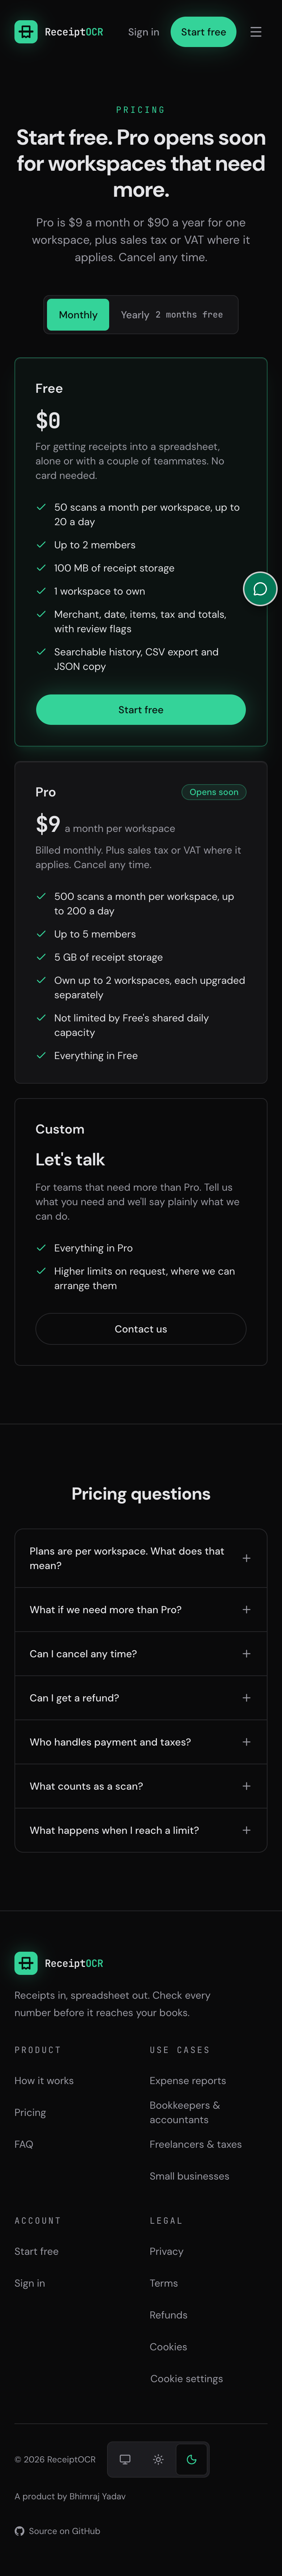 ReceiptOCR
Sign in
Start free
PRICING
Start free. Pro opens soon
for workspaces that need
more.
Pro is $9 a month or $90 a year for one
workspace, plus sales tax or VAT where it
applies. Cancel any time.
Monthly
Yearly 2 months free
Free
$0
For getting receipts into a spreadsheet,
alone or with a couple of teammates. No
card needed.
50 scans a month per workspace, up to
20 a day
Up to 2 members
100 MB of receipt storage
1 workspace to own
Merchant, date, items, tax and totals,
with review flags
Searchable history, CSV export and
JSON copy
Start free
Pro
Opens soon
$9 a month per workspace
Billed monthly. Plus sales tax or VAT where it
applies. Cancel any time.
500 scans a month per workspace, up
to 200 a day
Up to 5 members
5 GB of receipt storage
Own up to 2 workspaces, each upgraded
separately
Not limited by Free's shared daily
capacity
Everything in Free
Custom
Let's talk
For teams that need more than Pro. Tell us
what you need and we'll say plainly what we
can do.
Everything in Pro
Higher limits on request, where we can
arrange them
Contact us
Pricing questions
Plans are per workspace. What does that
mean?
What if we need more than Pro?
Can I cancel any time?
Can I get a refund?
Who handles payment and taxes?
What counts as a scan?
What happens when I reach a limit?
ReceiptOCR
Receipts in, spreadsheet out. Check every
number before it reaches your books.
PRODUCT
How it works
Pricing
FAQ
USE CASES
Expense reports
Bookkeepers &
accountants
Freelancers & taxes
Small businesses
ACCOUNT
Start free
Sign in
LEGAL
Privacy
Terms
Refunds
Cookies
Cookie settings
© 2026 ReceiptOCR
A product by Bhimraj Yadav
Source on GitHub